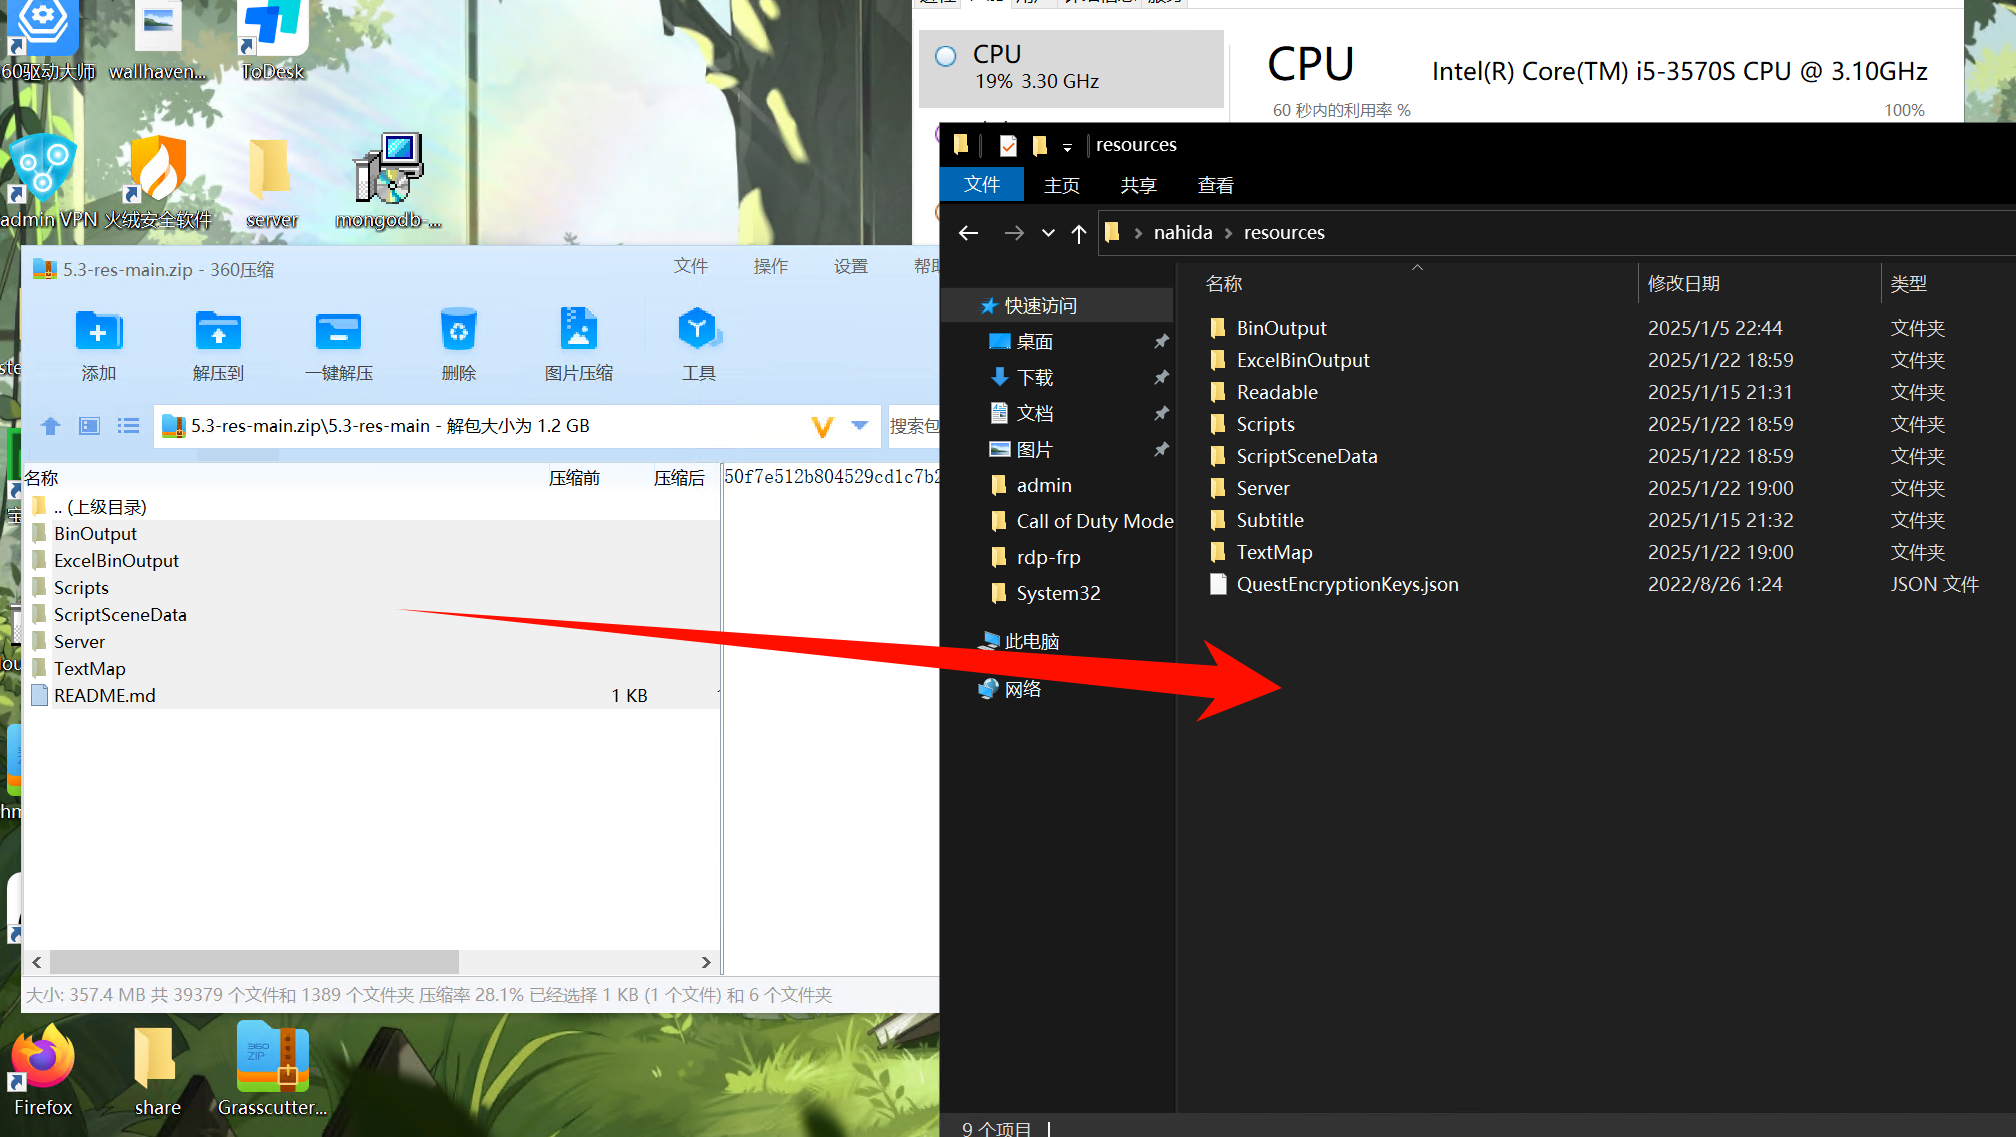 60驱动大师
wallhaven...
ToDesk
admin VPN
火绒安全软件
server
mongodb-...
CPU
19% 3.30 GHz
CPU
Intel(R) Core(TM) i5-3570S CPU @ 3.10GHz
60 秒内的利用率 %
100%
5.3-res-main.zip - 360压缩
文件
操作
设置
帮助
添加
解压到
一键解压
删除
图片压缩
工具
5.3-res-main.zip\5.3-res-main - 解包大小为 1.2 GB
搜索包
名称
压缩前
压缩后
50f7e512b804529cd1c7b2
.. (上级目录)
BinOutput
ExcelBinOutput
Scripts
ScriptSceneData
Server
TextMap
README.md
1 KB
大小: 357.4 MB 共 39379 个文件和 1389 个文件夹 压缩率 28.1% 已经选择 1 KB (1 个文件) 和 6 个文件夹
resources
文件
主页
共享
查看
nahida
resources
名称
修改日期
类型
快速访问
桌面
下载
文档
图片
admin
Call of Duty Mode
rdp-frp
System32
此电脑
网络
BinOutput 2025/1/5 22:44 文件夹
ExcelBinOutput 2025/1/22 18:59 文件夹
Readable 2025/1/15 21:31 文件夹
Scripts 2025/1/22 18:59 文件夹
ScriptSceneData 2025/1/22 18:59 文件夹
Server 2025/1/22 19:00 文件夹
Subtitle 2025/1/15 21:32 文件夹
TextMap 2025/1/22 19:00 文件夹
QuestEncryptionKeys.json 2022/8/26 1:24 JSON 文件
9 个项目
Firefox
share
360
ZIP
Grasscutter...